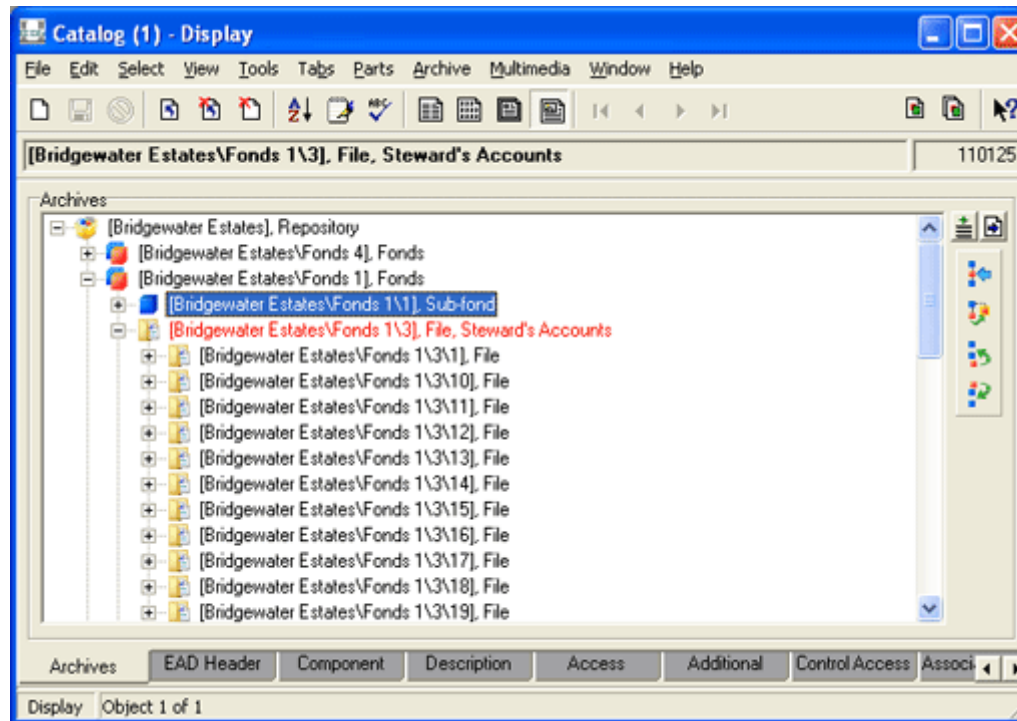 Catalog (1) - Display
File Edit Select View Tools Tabs Parts Archive Multimedia Window Help
[Bridgewater Estates\Fonds 1\3], File, Steward's Accounts 110125
Archives
[Bridgewater Estates], Repository
[Bridgewater Estates\Fonds 4], Fonds
[Bridgewater Estates\Fonds 1], Fonds
[Bridgewater Estates\Fonds 1\1], Sub-fond
[Bridgewater Estates\Fonds 1\3], File, Steward's Accounts
[Bridgewater Estates\Fonds 1\3\1], File
[Bridgewater Estates\Fonds 1\3\10], File
[Bridgewater Estates\Fonds 1\3\11], File
[Bridgewater Estates\Fonds 1\3\12], File
[Bridgewater Estates\Fonds 1\3\13], File
[Bridgewater Estates\Fonds 1\3\14], File
[Bridgewater Estates\Fonds 1\3\15], File
[Bridgewater Estates\Fonds 1\3\16], File
[Bridgewater Estates\Fonds 1\3\17], File
[Bridgewater Estates\Fonds 1\3\18], File
[Bridgewater Estates\Fonds 1\3\19], File
Archives EAD Header Component Description Access Additional Control Access Associ
Display Object 1 of 1